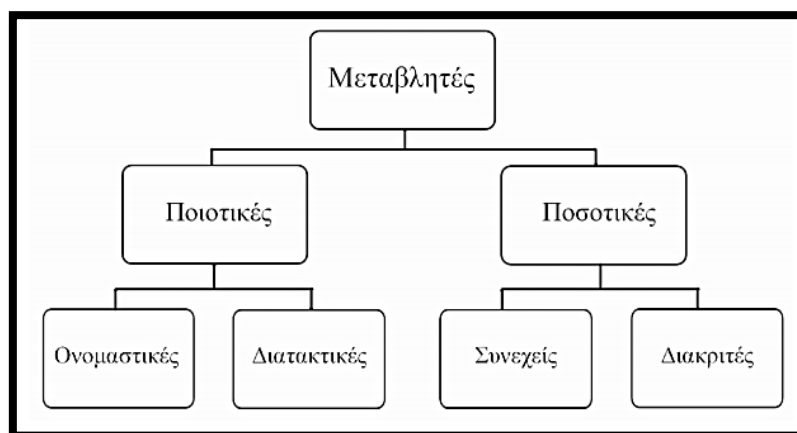 Μεταβλητές
Ποιοτικές
Ποσοτικές
Ονομαστικές
Διατακτικές
Συνεχείς
Διακριτές